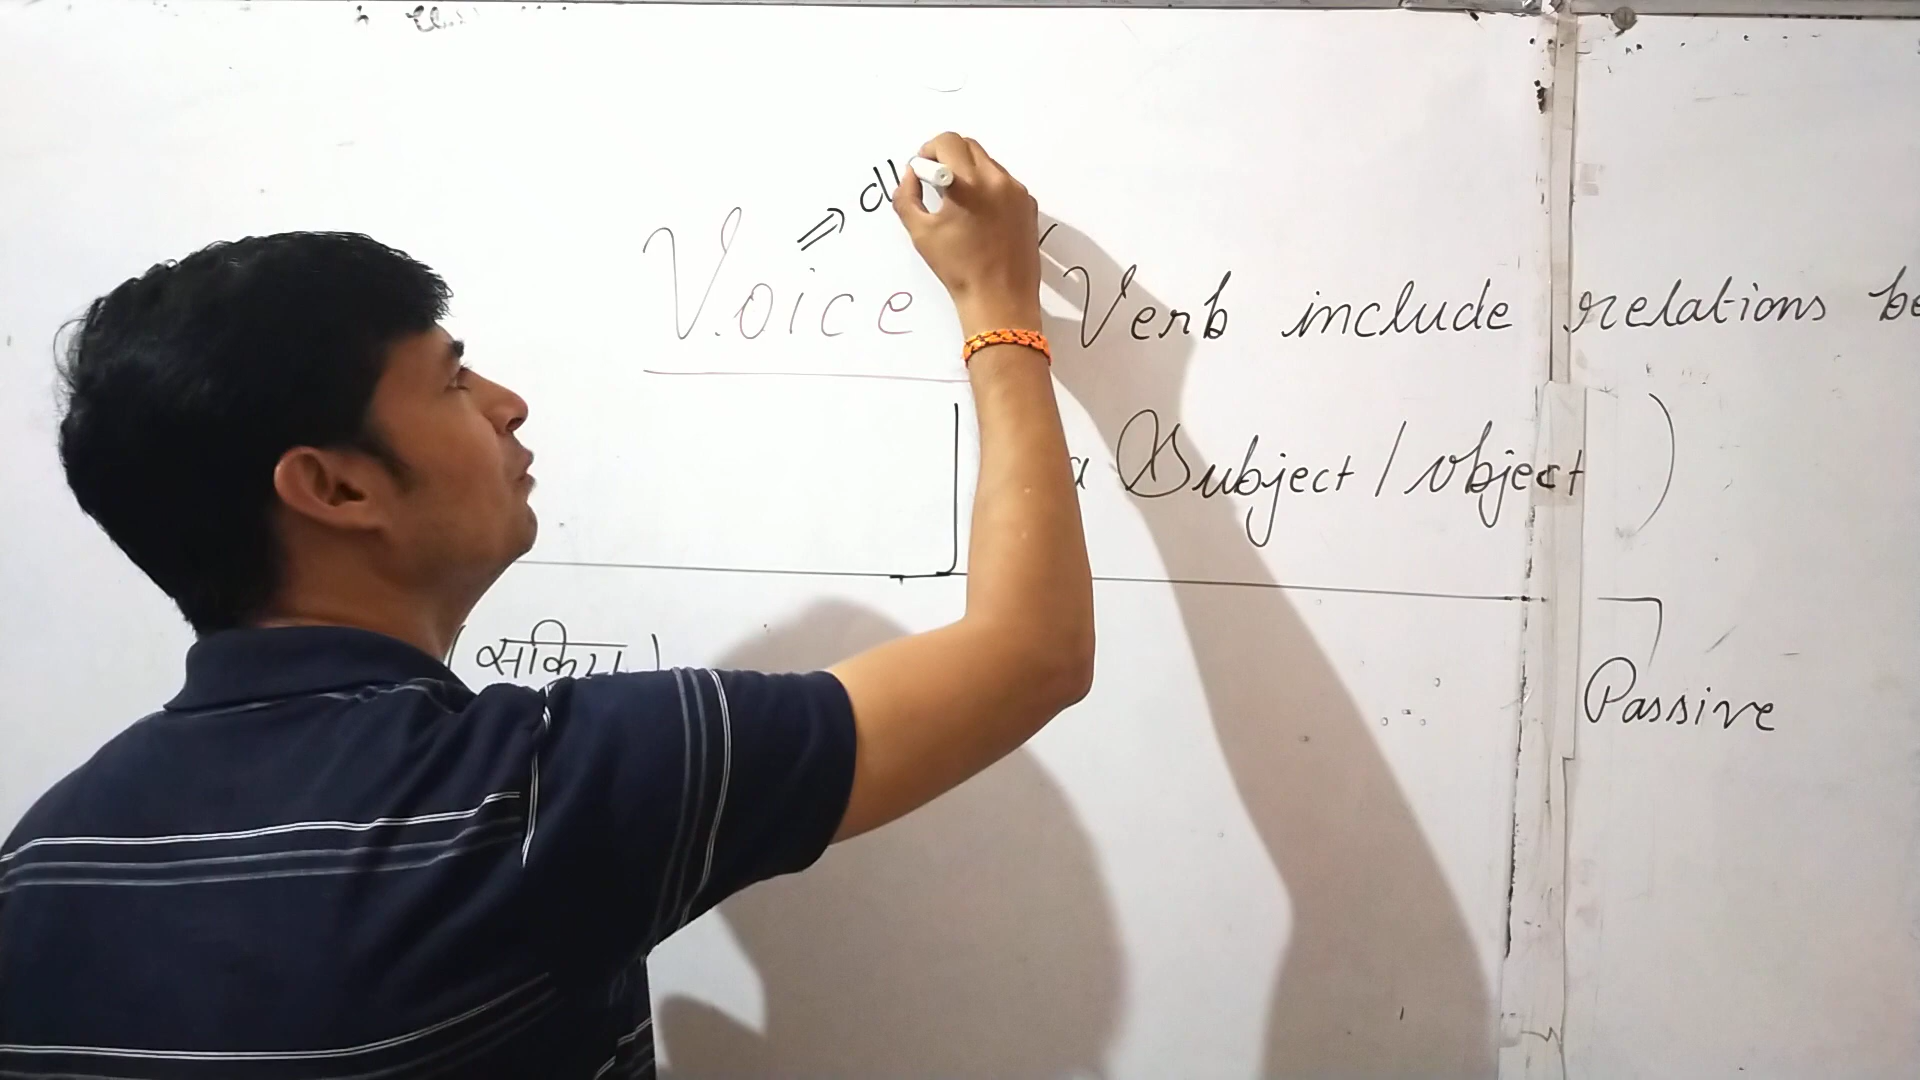 Voice ⇒
(Verb include relations be
a Subject / object )
(सक्रिय)
Passive